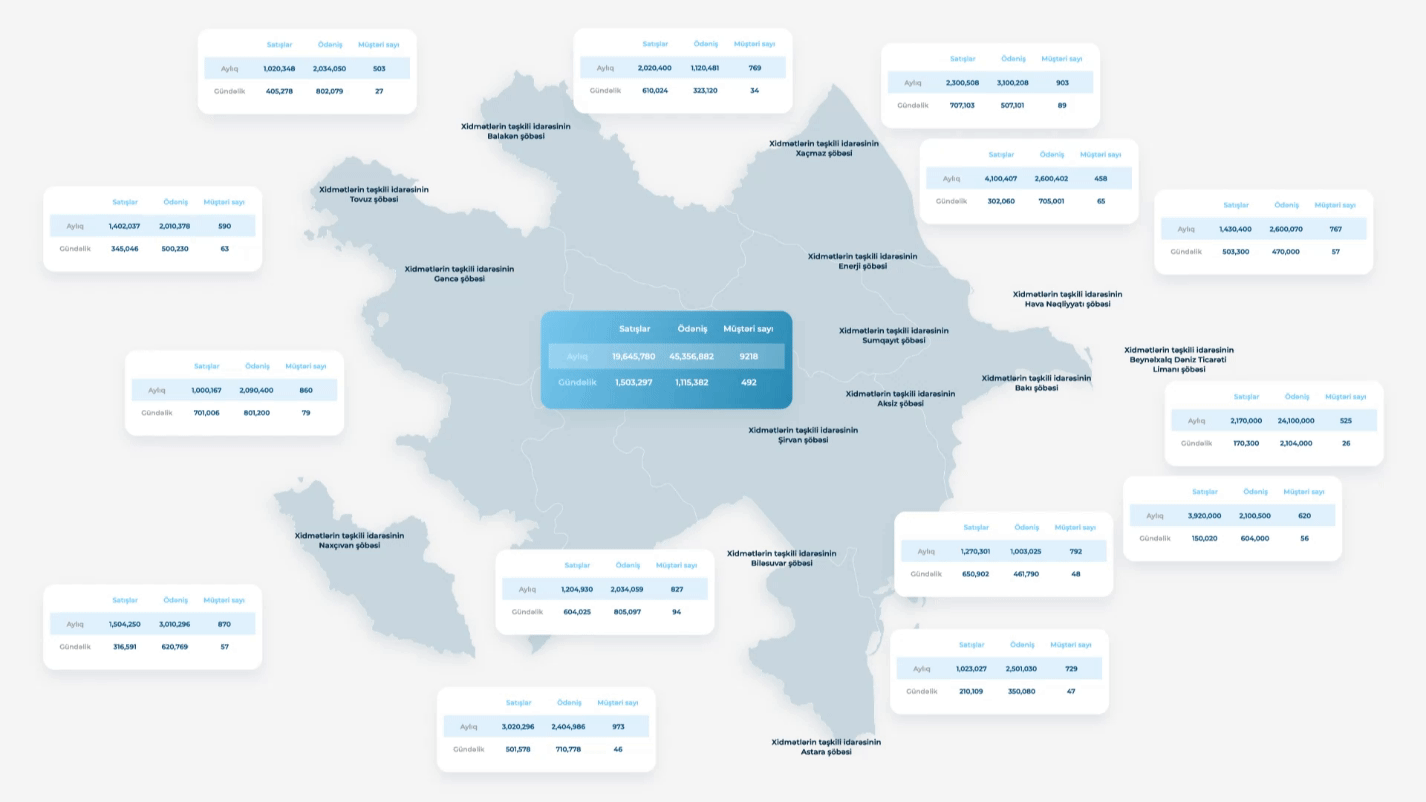 Satışlar Ödəniş Müştəri sayı
Aylıq 1,020,348 2,034,050 503
Gündəlik 405,278 802,079 27
Satışlar Ödəniş Müştəri sayı
Aylıq 2,020,400 1,120,481 769
Gündəlik 610,024 323,120 34
Satışlar Ödəniş Müştəri sayı
Aylıq 2,300,508 3,100,208 903
Gündəlik 707,103 507,101 89
Xidmətlərin təşkili idarəsinin
Balakən şöbəsi
Xidmətlərin təşkili idarəsinin
Xaçmaz şöbəsi
Satışlar Ödəniş Müştəri sayı
Aylıq 4,100,407 2,600,402 458
Gündəlik 302,060 705,001 65
Xidmətlərin təşkili idarəsinin
Tovuz şöbəsi
Satışlar Ödəniş Müştəri sayı
Aylıq 1,402,037 2,010,378 590
Gündəlik 345,046 500,230 63
Satışlar Ödəniş Müştəri sayı
Aylıq 1,430,400 2,600,070 767
Gündəlik 503,300 470,000 57
Xidmətlərin təşkili idarəsinin
Gəncə şöbəsi
Xidmətlərin təşkili idarəsinin
Enerji şöbəsi
Xidmətlərin təşkili idarəsinin
Hava Nəqliyyatı şöbəsi
Satışlar Ödəniş Müştəri sayı
Aylıq 19,645,780 45,356,882 9218
Gündəlik 1,503,297 1,115,382 492
Xidmətlərin təşkili idarəsinin
Sumqayıt şöbəsi
Xidmətlərin təşkili idarəsinin
Beynəlxalq Dəniz Ticarəti
Limanı şöbəsi
Satışlar Ödəniş Müştəri sayı
Aylıq 1,000,167 2,090,400 860
Gündəlik 701,006 801,200 79
Xidmətlərin təşkili idarəsinin
Bakı şöbəsi
Xidmətlərin təşkili idarəsinin
Aksiz şöbəsi
Satışlar Ödəniş Müştəri sayı
Aylıq 2,170,000 24,100,000 525
Gündəlik 170,300 2,104,000 26
Xidmətlərin təşkili idarəsinin
Şirvan şöbəsi
Satışlar Ödəniş Müştəri sayı
Aylıq 3,920,000 2,100,500 620
Gündəlik 150,020 604,000 56
Xidmətlərin təşkili idarəsinin
Naxçıvan şöbəsi
Satışlar Ödəniş Müştəri sayı
Aylıq 1,270,301 1,003,025 792
Gündəlik 650,902 461,790 48
Xidmətlərin təşkili idarəsinin
Biləsuvar şöbəsi
Satışlar Ödəniş Müştəri sayı
Aylıq 1,204,930 2,034,059 827
Gündəlik 604,025 805,097 94
Satışlar Ödəniş Müştəri sayı
Aylıq 1,504,250 3,010,296 870
Gündəlik 316,591 620,769 57
Satışlar Ödəniş Müştəri sayı
Aylıq 1,023,027 2,501,030 729
Gündəlik 210,109 350,080 47
Satışlar Ödəniş Müştəri sayı
Aylıq 3,020,296 2,404,986 973
Gündəlik 501,578 710,778 46
Xidmətlərin təşkili idarəsinin
Astara şöbəsi